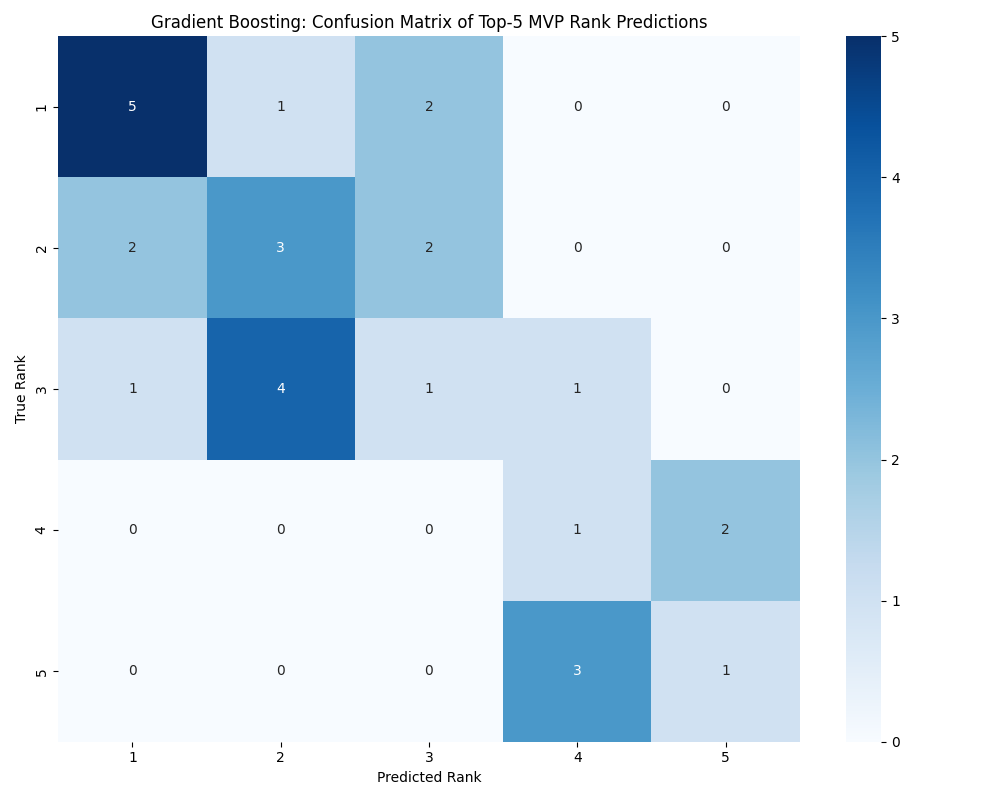 Gradient Boosting: Confusion Matrix of Top-5 MVP Rank Predictions
True Rank
1
5 1 2 0 0
2
2 3 2 0 0
3
1 4 1 1 0
4
0 0 0 1 2
5
0 0 0 3 1
1 2 3 4 5
Predicted Rank
5
4
3
2
1
0